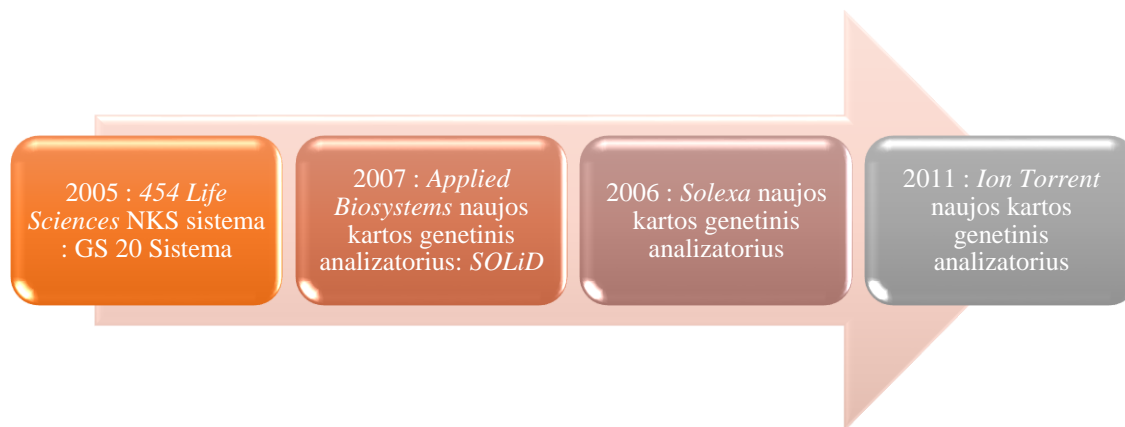 2005 : 454 Life
Sciences NKS sistema
: GS 20 Sistema
2007 : Applied
Biosystems naujos
kartos genetinis
analizatorius: SOLiD
2006 : Solexa naujos
kartos genetinis
analizatorius
2011 : Ion Torrent
naujos kartos
genetinis
analizatorius